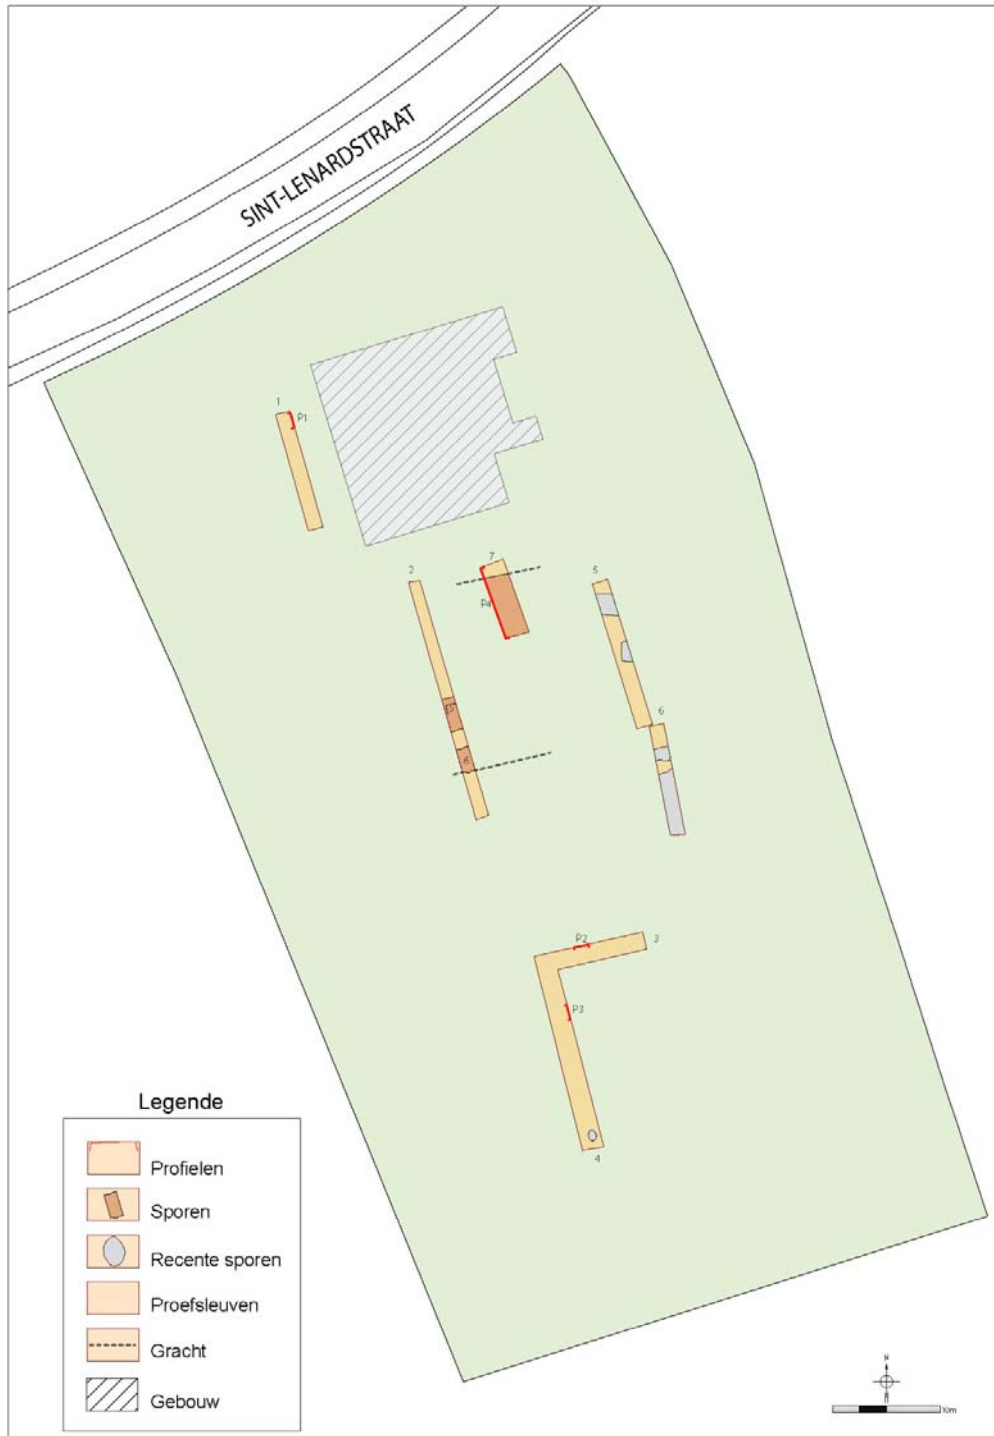 SINT-LENARDSTRAAT
1
P1
2
7
P4
5
6
6
P2
3
P3
4
Legende
Profielen
Sporen
Recente sporen
Proefsleuven
Gracht
Gebouw
N
10m